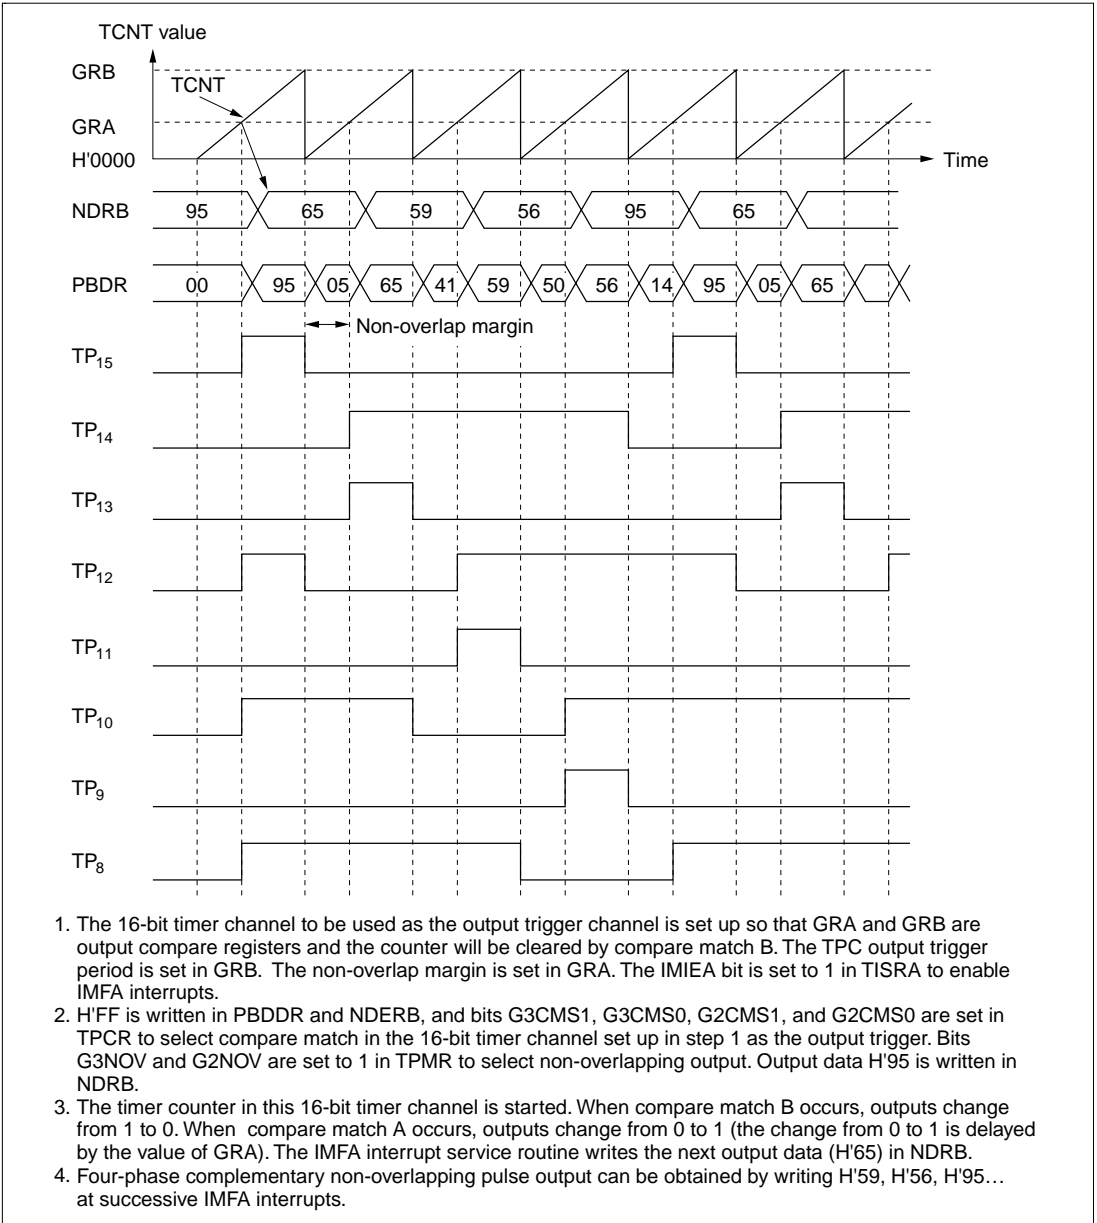 TCNT value
GRB
TCNT
GRA
H'0000
Time
NDRB 95 65 59 56 95 65
PBDR 00 95 05 65 41 59 50 56 14 95 05 65
Non-overlap margin
TP15
TP14
TP13
TP12
TP11
TP10
TP9
TP8
1. The 16-bit timer channel to be used as the output trigger channel is set up so that GRA and GRB are
output compare registers and the counter will be cleared by compare match B. The TPC output trigger
period is set in GRB. The non-overlap margin is set in GRA. The IMIEA bit is set to 1 in TISRA to enable
IMFA interrupts.
2. H'FF is written in PBDDR and NDERB, and bits G3CMS1, G3CMS0, G2CMS1, and G2CMS0 are set in
TPCR to select compare match in the 16-bit timer channel set up in step 1 as the output trigger. Bits
G3NOV and G2NOV are set to 1 in TPMR to select non-overlapping output. Output data H'95 is written in
NDRB.
3. The timer counter in this 16-bit timer channel is started. When compare match B occurs, outputs change
from 1 to 0. When compare match A occurs, outputs change from 0 to 1 (the change from 0 to 1 is delayed
by the value of GRA). The IMFA interrupt service routine writes the next output data (H'65) in NDRB.
4. Four-phase complementary non-overlapping pulse output can be obtained by writing H'59, H'56, H'95…
at successive IMFA interrupts.